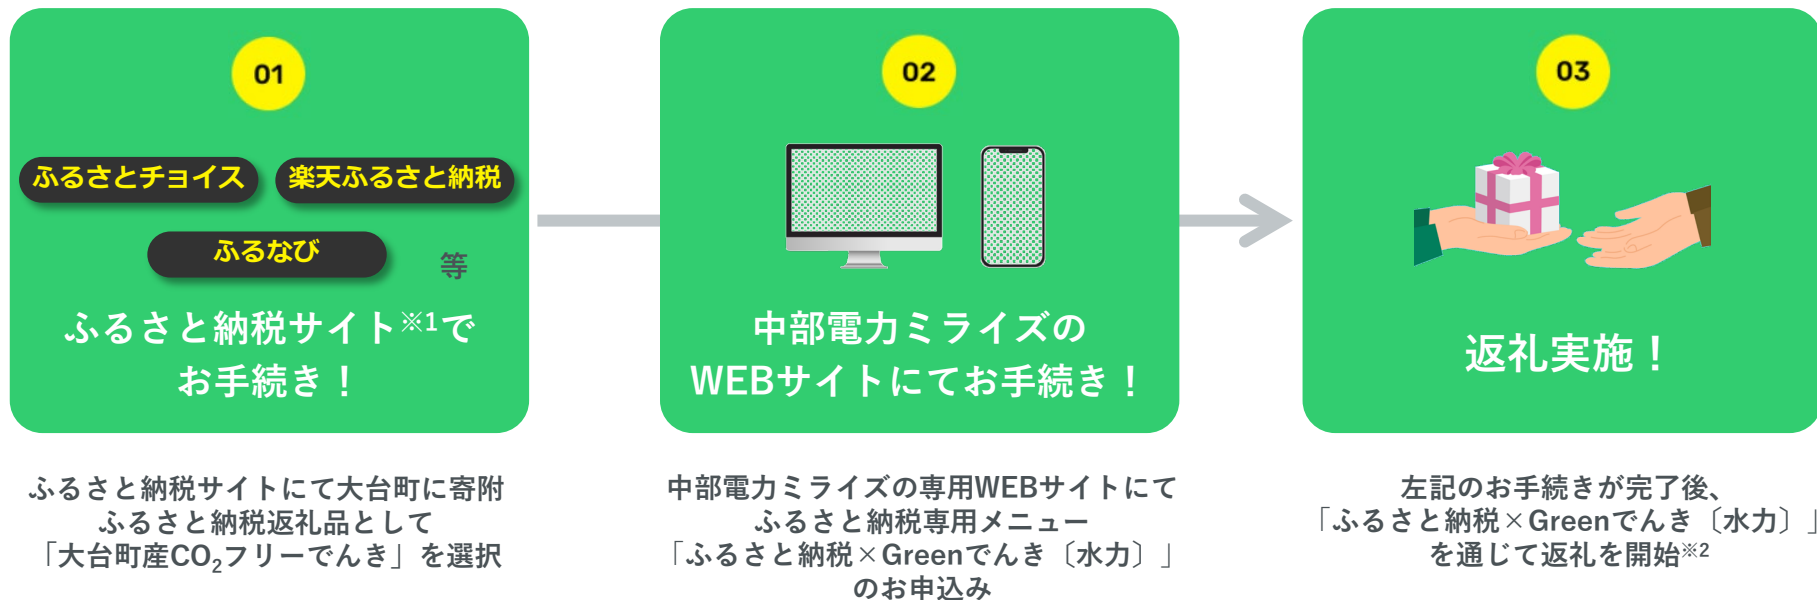 01
ふるさとチョイス
楽天ふるさと納税
ふるなび
等
ふるさと納税サイト※1で
お手続き！
ふるさと納税サイトにて大台町に寄附
ふるさと納税返礼品として
「大台町産CO₂フリーでんき」を選択
02
中部電力ミライズの
WEBサイトにてお手続き！
中部電力ミライズの専用WEBサイトにて
ふるさと納税専用メニュー
「ふるさと納税×Greenでんき〔水力〕」
のお申込み
03
返礼実施！
左記のお手続きが完了後、
「ふるさと納税×Greenでんき〔水力〕」
を通じて返礼を開始※2